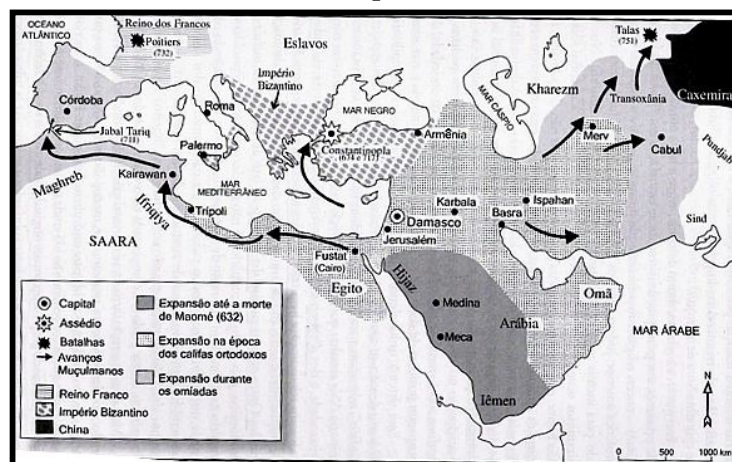 OCEANO
ATLÂNTICO
Reino dos Francos
Poitiers
(732)
Eslavos
Talas
(751)
Império
Bizantino
MAR NEGRO
MAR CÁSPIO
Kharezm
Transoxânia
Caxemira
Córdoba
Roma
Constantinopla
Armênia
Merv
Cabul
Pundjab
Jabal Tariq
(711)
Palermo
Maghreb
Kairawan
MAR
MEDITERRÂNEO
Ifriqiya
Trípoli
Damasco
Karbala
Ispahan
Basra
Jerusalém
Sind
SAARA
Fustat
(Cairo)
Egito
Hijaz
Medina
Meca
Arábia
Omã
MAR ÁRABE
Iêmen
Capital
Assédio
Batalhas
Avanços
Muçulmanos
Reino Franco
Império Bizantino
China
Expansão até a morte
de Maomé (632)
Expansão na época
dos califas ortodoxos
Expansão durante
os omíadas
N
0 500 1000 km